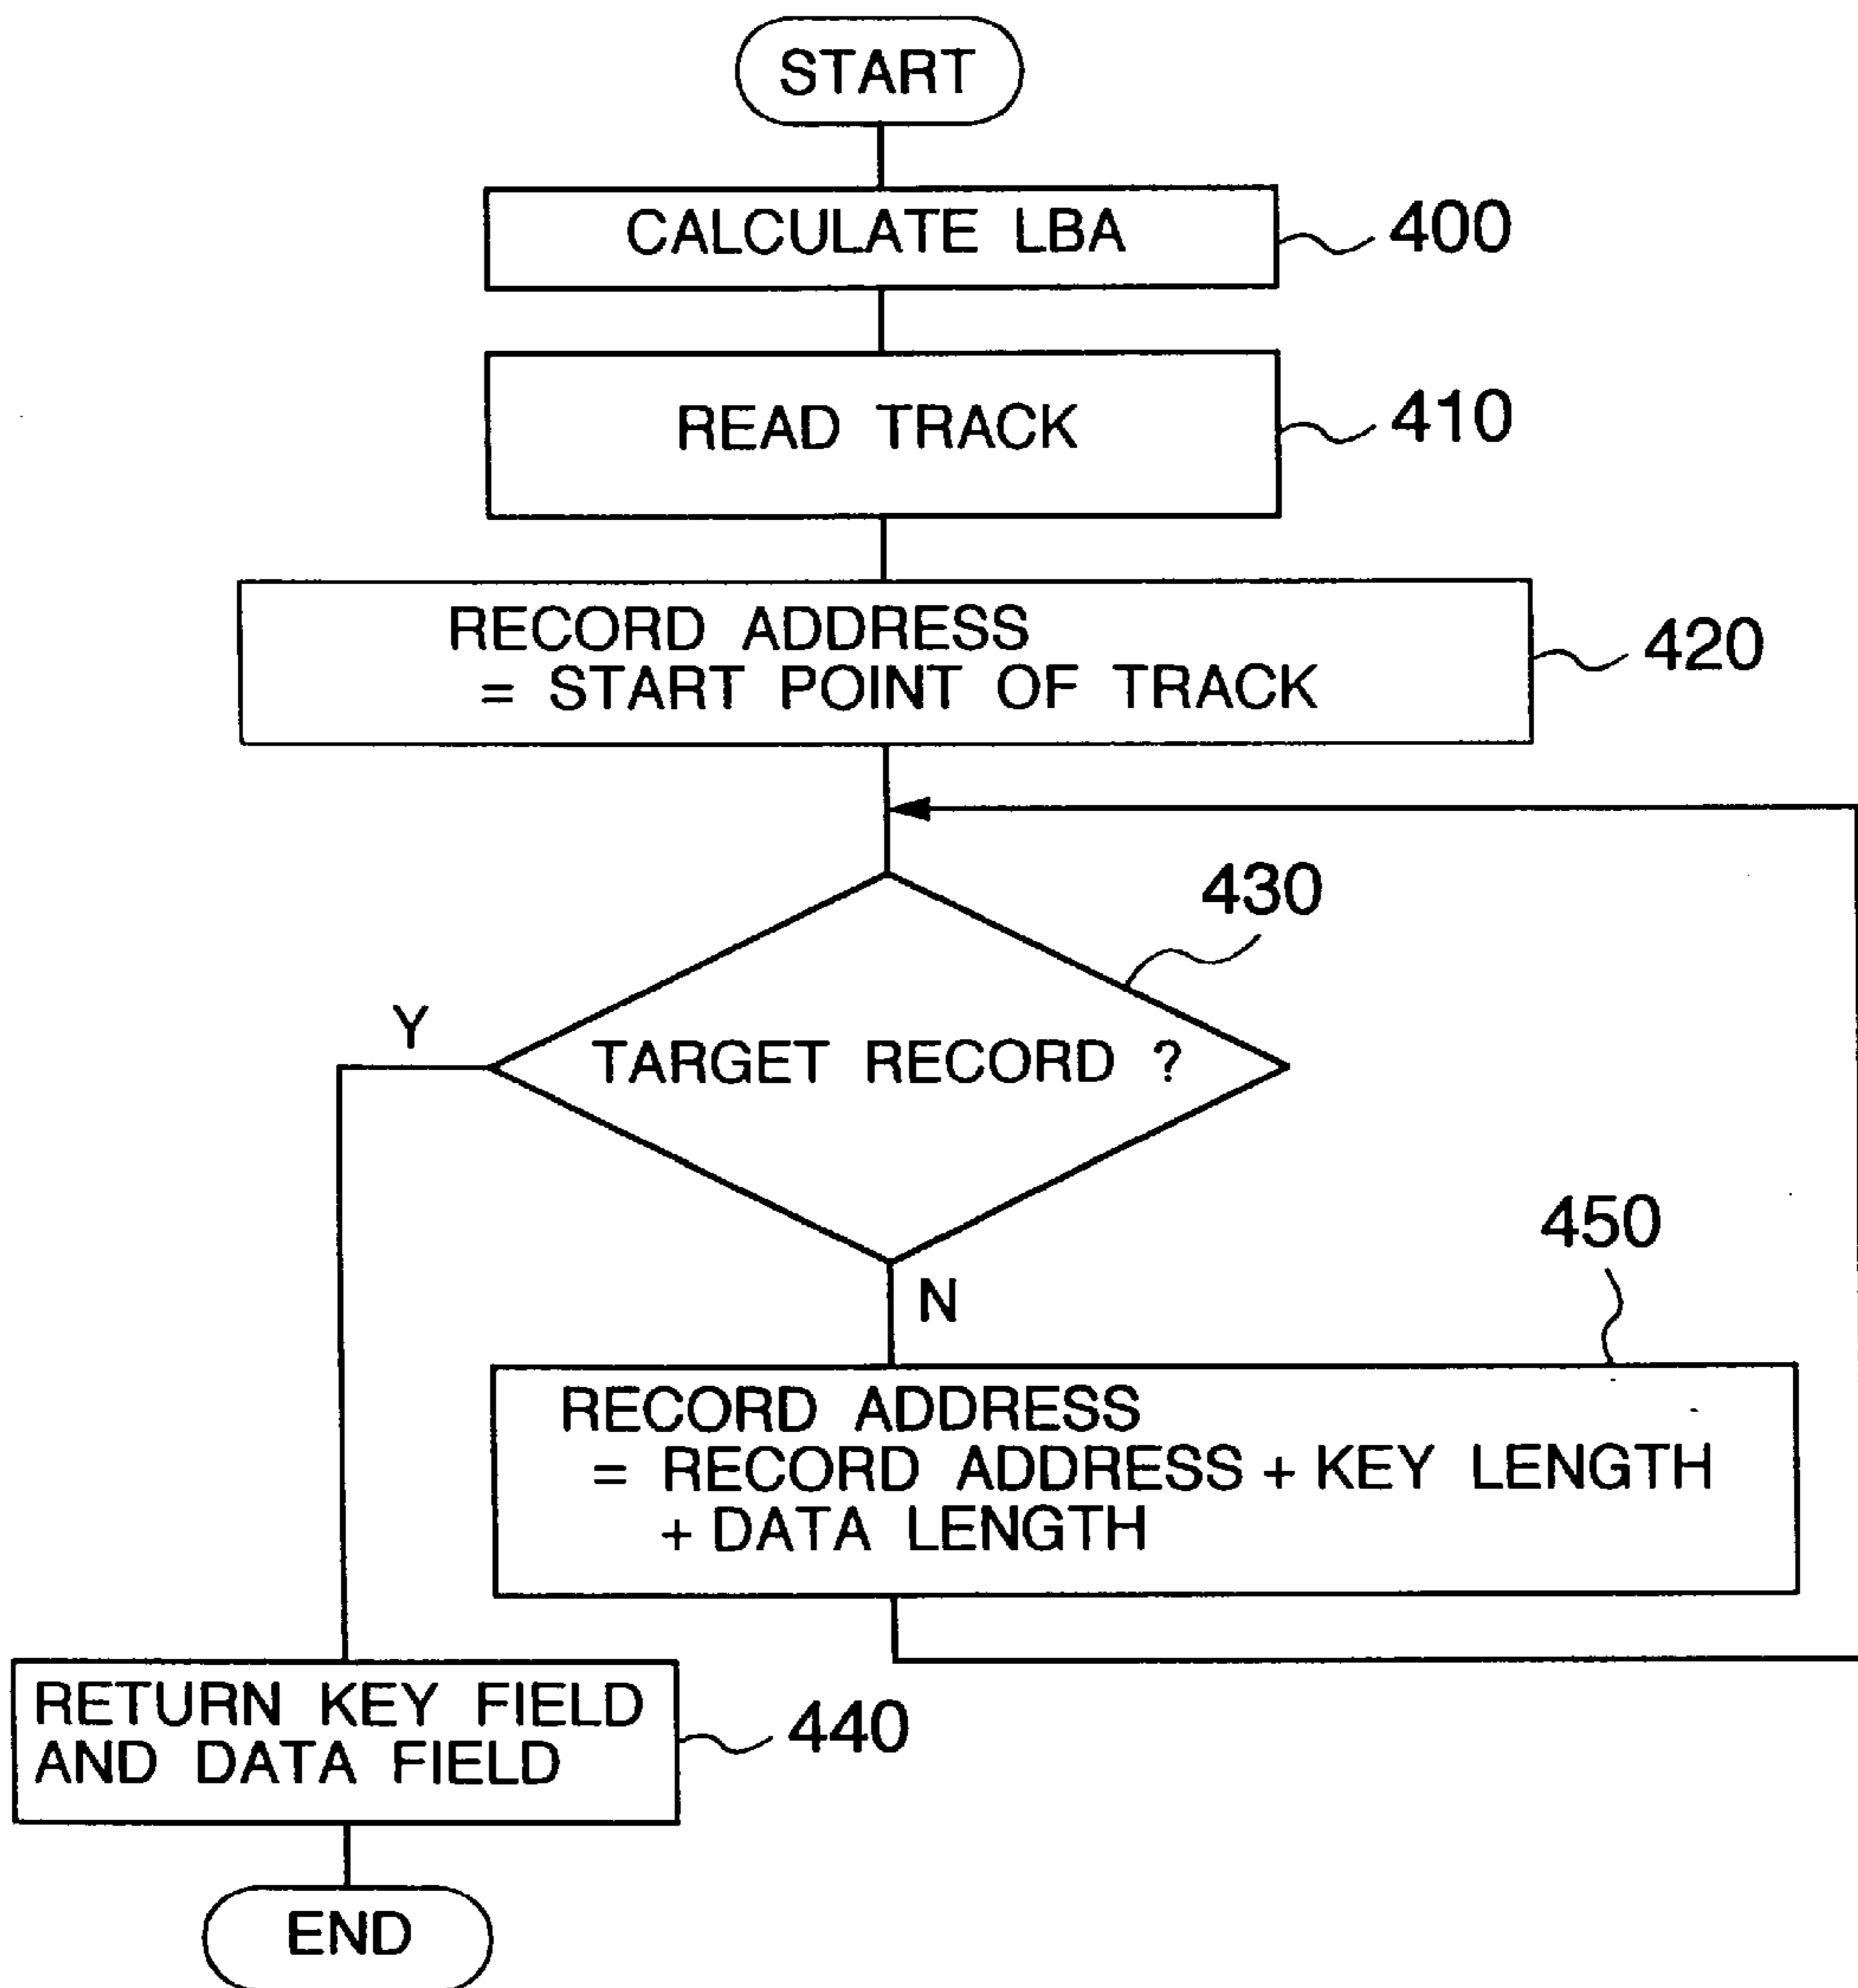 START
CALCULATE LBA
400
READ TRACK
410
RECORD ADDRESS
= START POINT OF TRACK
420
430
Y
TARGET RECORD ?
N
450
RECORD ADDRESS
= RECORD ADDRESS + KEY LENGTH
+ DATA LENGTH
RETURN KEY FIELD
AND DATA FIELD
440
END